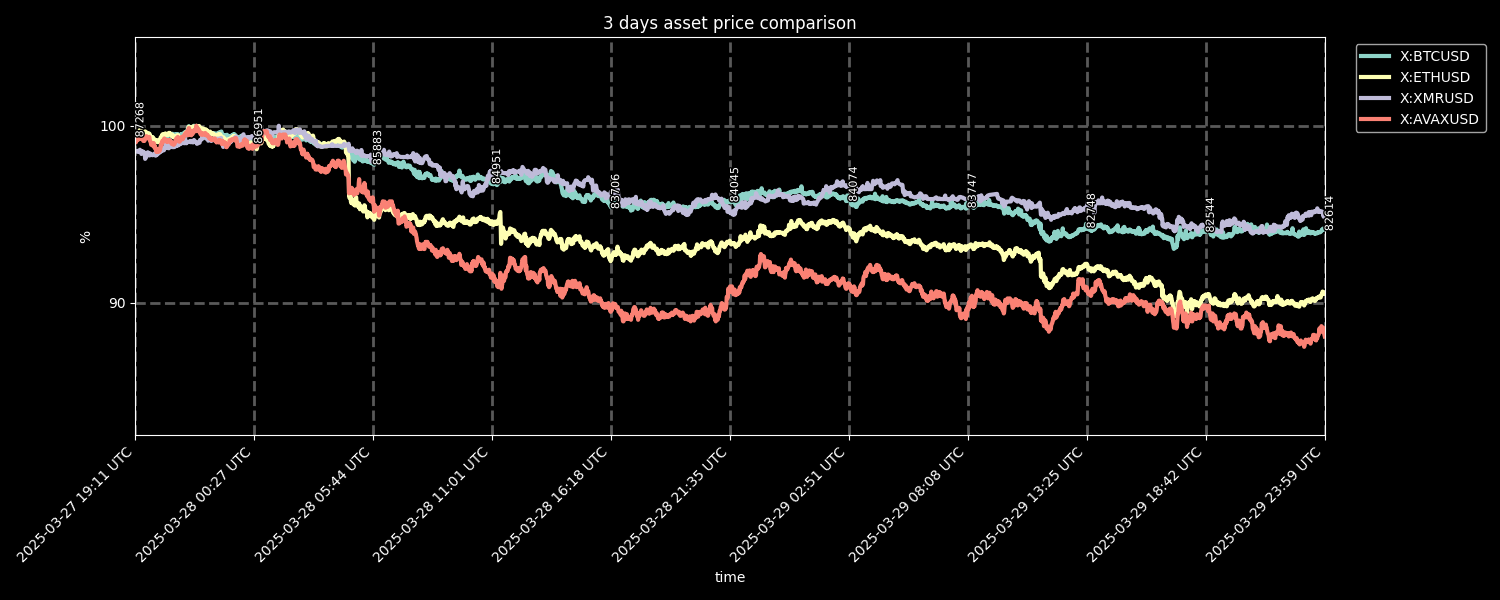 3 days asset price comparison
X:BTCUSD
X:ETHUSD
X:XMRUSD
X:AVAXUSD
%
100
90
87268
86951
85883
84951
83706
84045
84074
83747
82748
82544
82614
2025-03-27 19:11 UTC
2025-03-28 00:27 UTC
2025-03-28 05:44 UTC
2025-03-28 11:01 UTC
2025-03-28 16:18 UTC
2025-03-28 21:35 UTC
2025-03-29 02:51 UTC
2025-03-29 08:08 UTC
2025-03-29 13:25 UTC
2025-03-29 18:42 UTC
2025-03-29 23:59 UTC
time